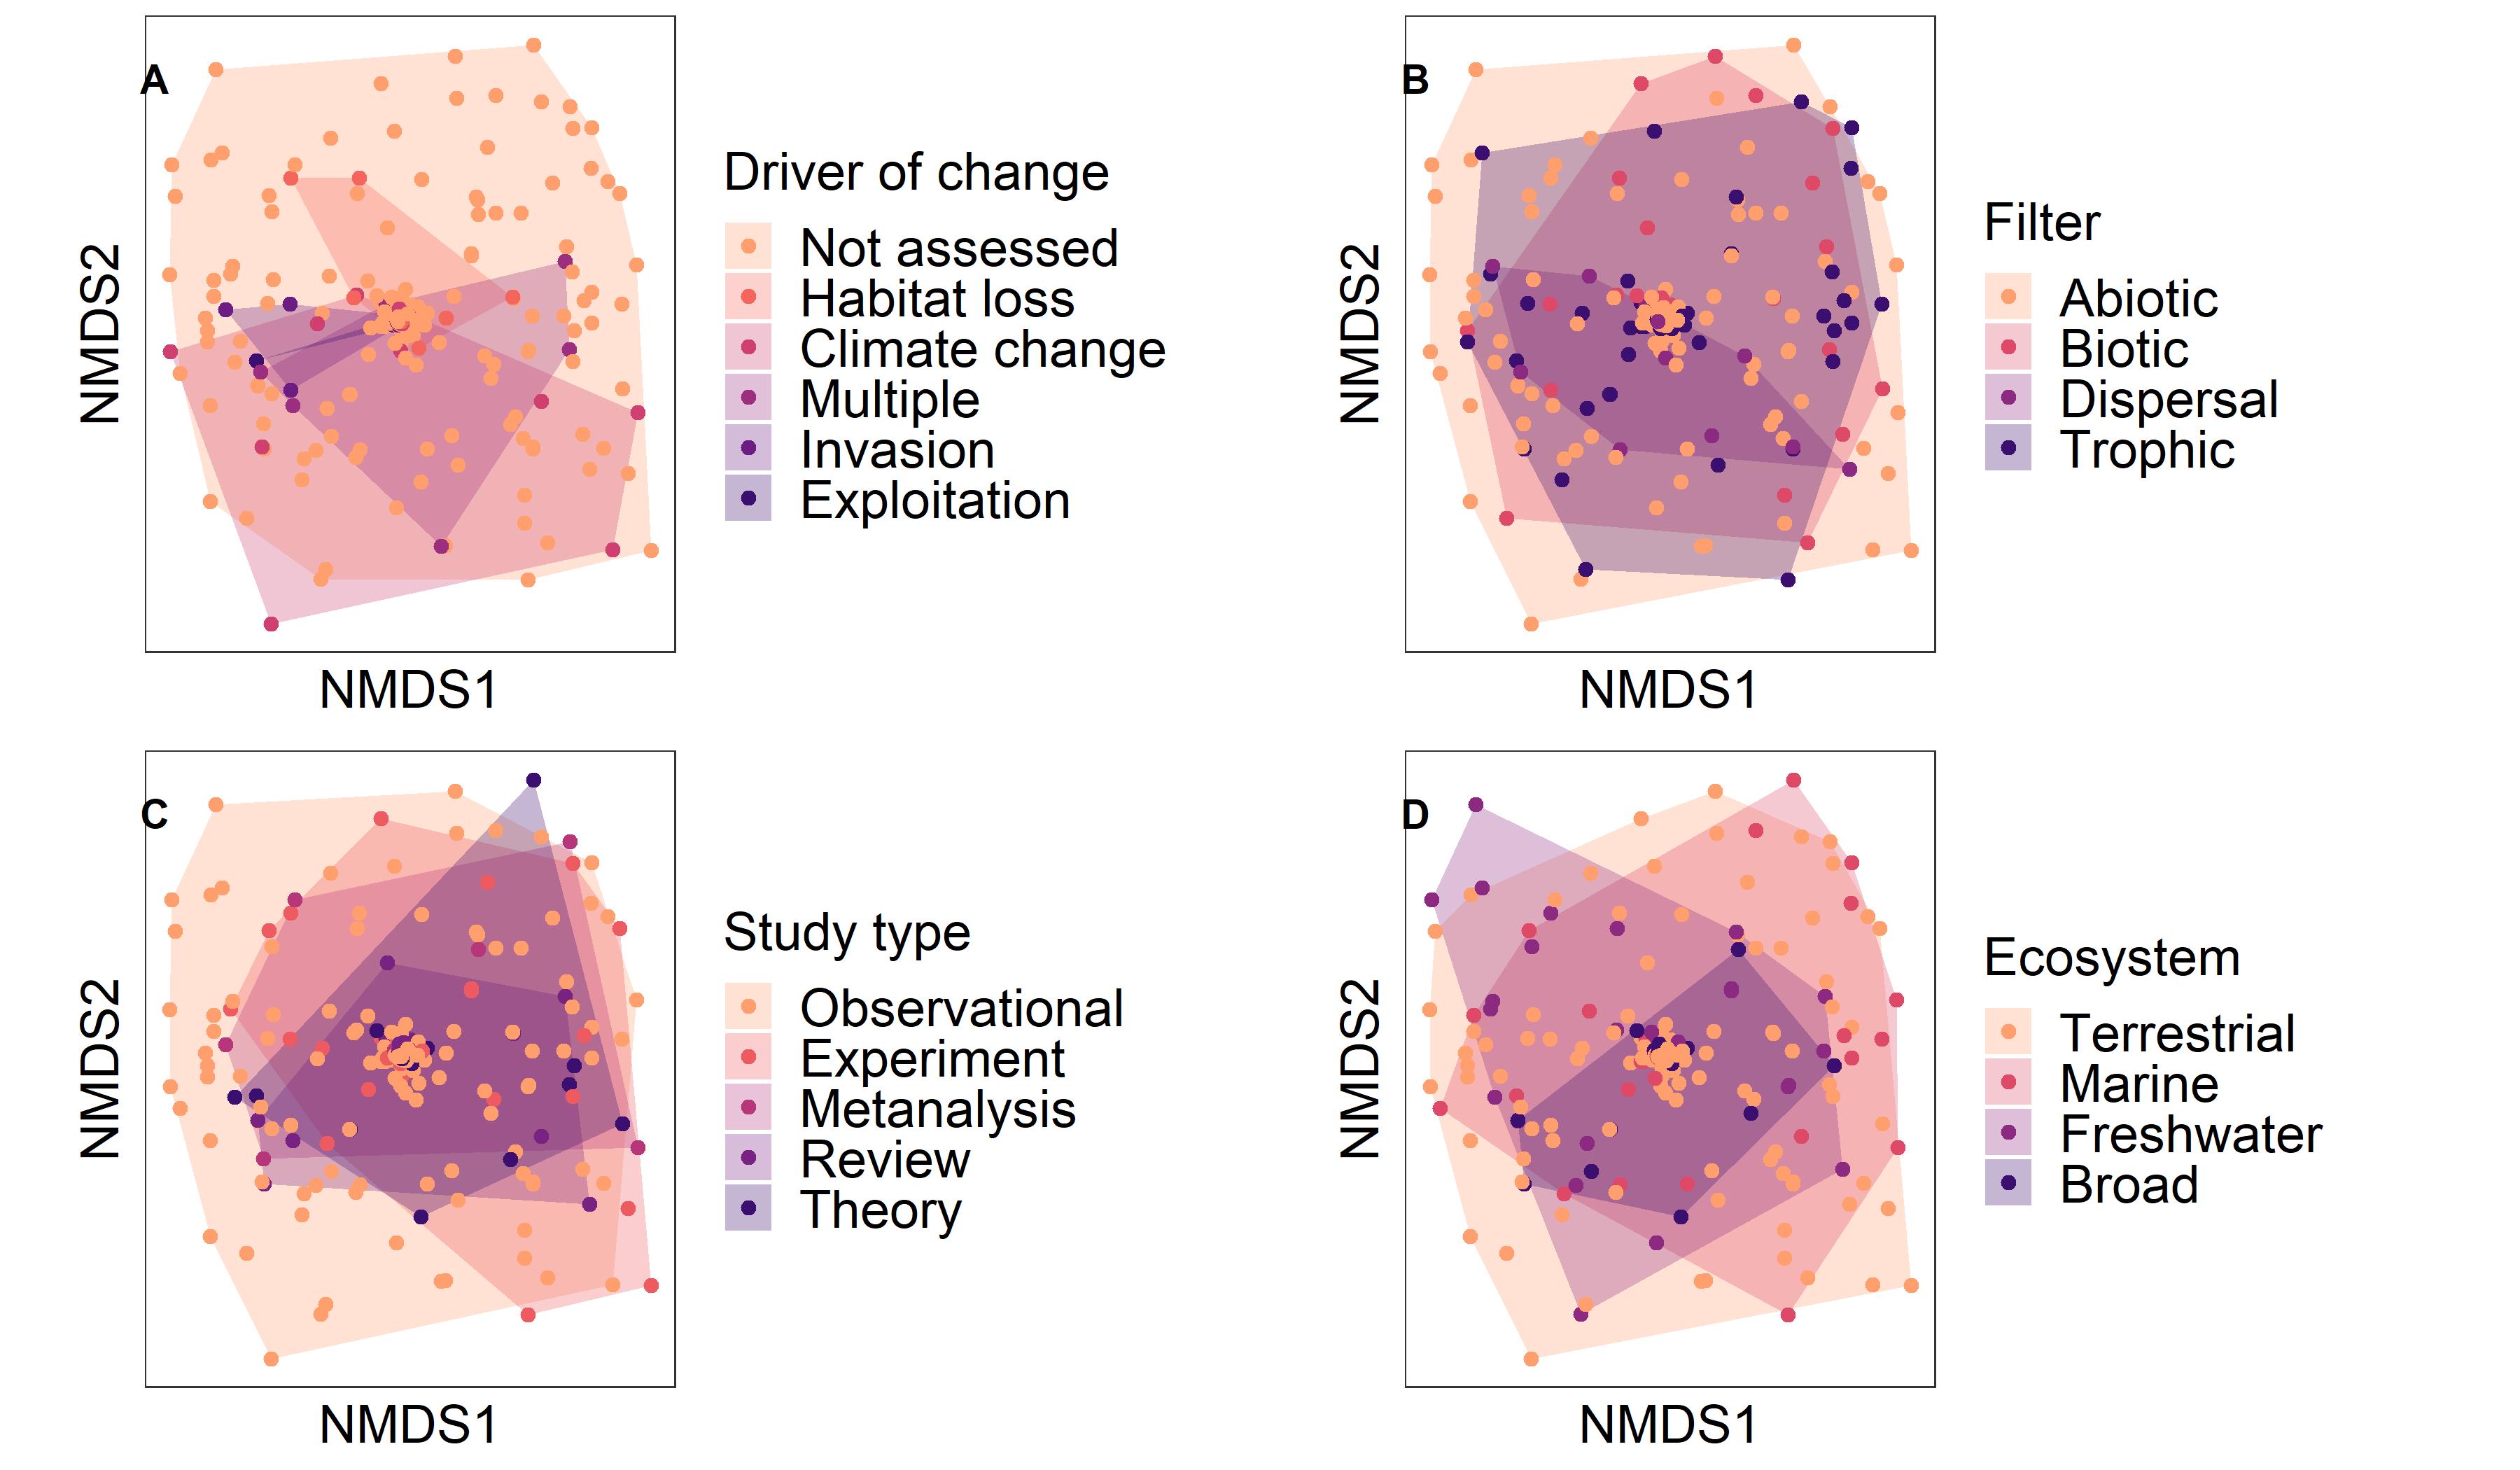 A
NMDS2
NMDS1
Driver of change
Not assessed
Habitat loss
Climate change
Multiple
Invasion
Exploitation
B
NMDS2
NMDS1
Filter
Abiotic
Biotic
Dispersal
Trophic
C
NMDS2
NMDS1
Study type
Observational
Experiment
Metanalysis
Review
Theory
D
NMDS2
NMDS1
Ecosystem
Terrestrial
Marine
Freshwater
Broad